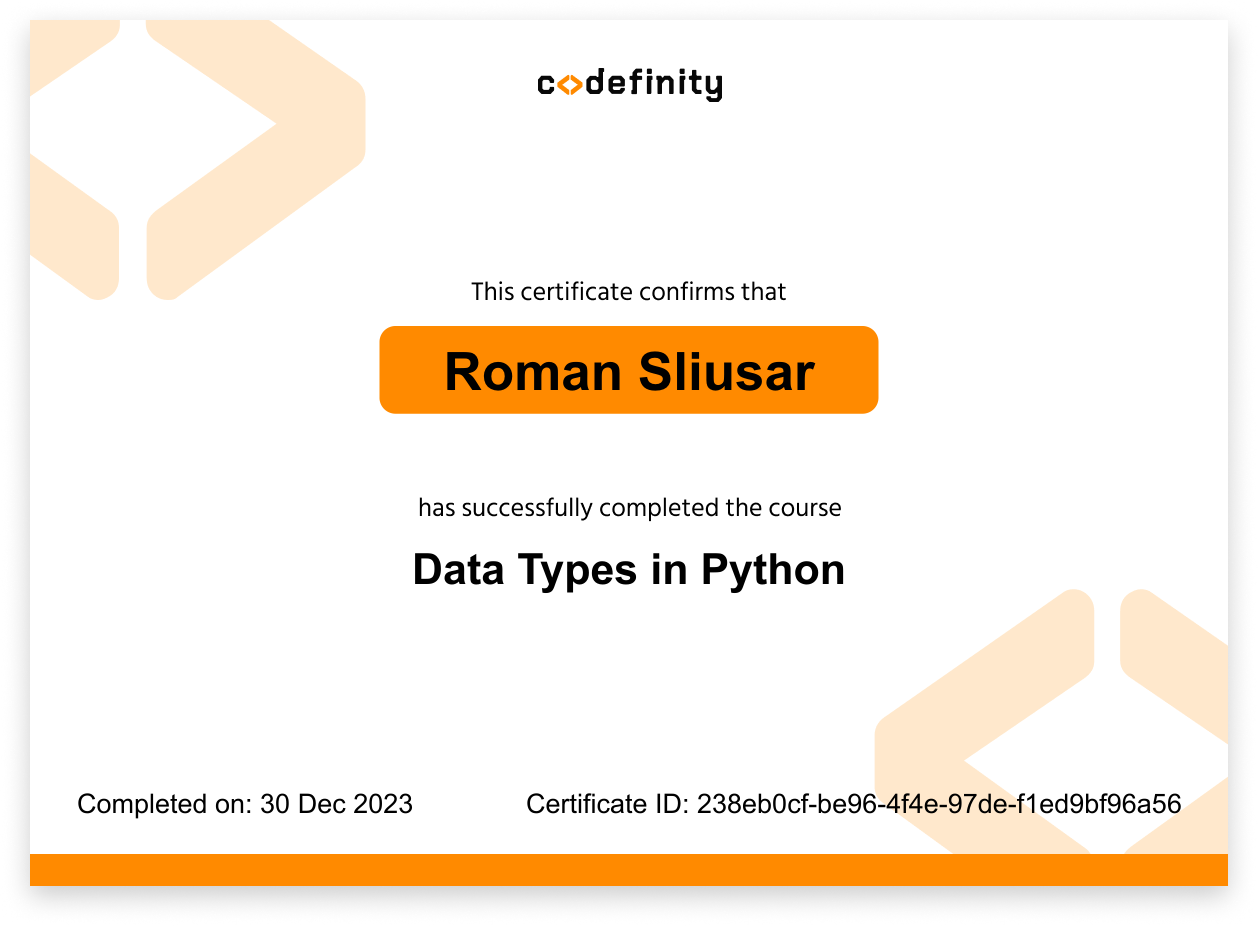 codefinity
This certificate confirms that
Roman Sliusar
has successfully completed the course
Data Types in Python
Completed on: 30 Dec 2023
Certificate ID: 238eb0cf-be96-4f4e-97de-f1ed9bf96a56